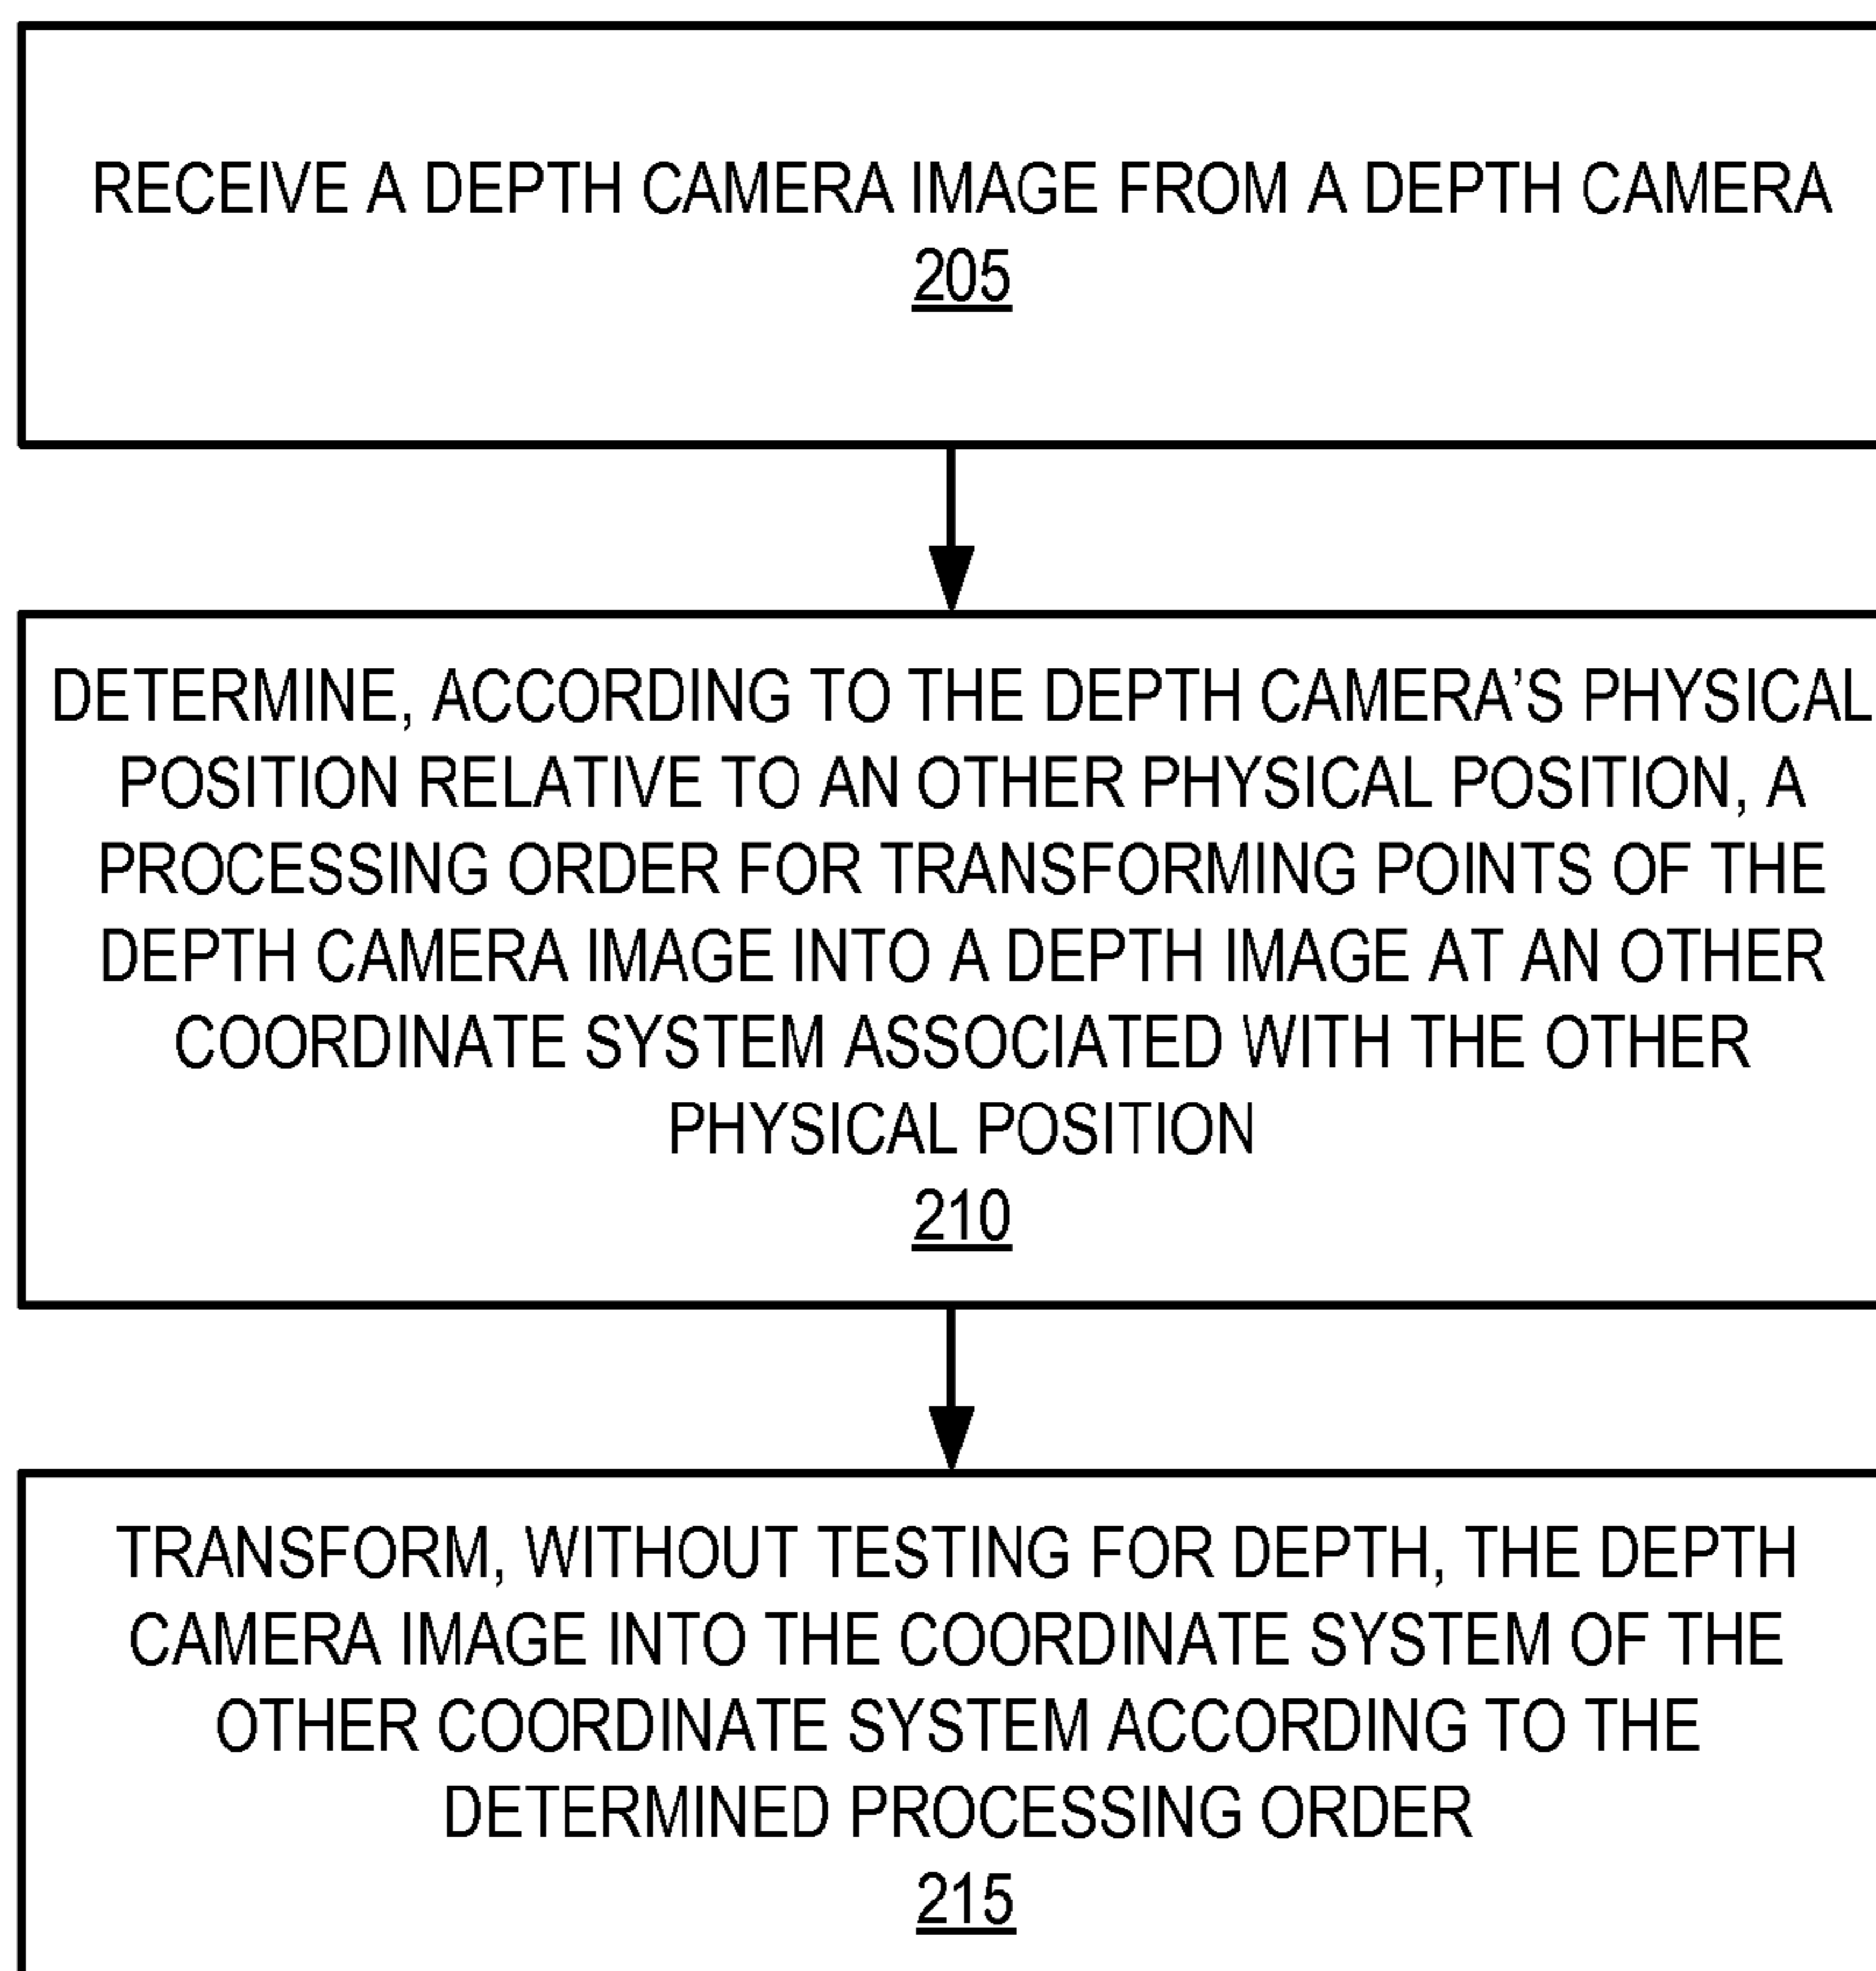 RECEIVE A DEPTH CAMERA IMAGE FROM A DEPTH CAMERA
205
DETERMINE, ACCORDING TO THE DEPTH CAMERA'S PHYSICAL
POSITION RELATIVE TO AN OTHER PHYSICAL POSITION, A
PROCESSING ORDER FOR TRANSFORMING POINTS OF THE
DEPTH CAMERA IMAGE INTO A DEPTH IMAGE AT AN OTHER
COORDINATE SYSTEM ASSOCIATED WITH THE OTHER
PHYSICAL POSITION
210
TRANSFORM, WITHOUT TESTING FOR DEPTH, THE DEPTH
CAMERA IMAGE INTO THE COORDINATE SYSTEM OF THE
OTHER COORDINATE SYSTEM ACCORDING TO THE
DETERMINED PROCESSING ORDER
215